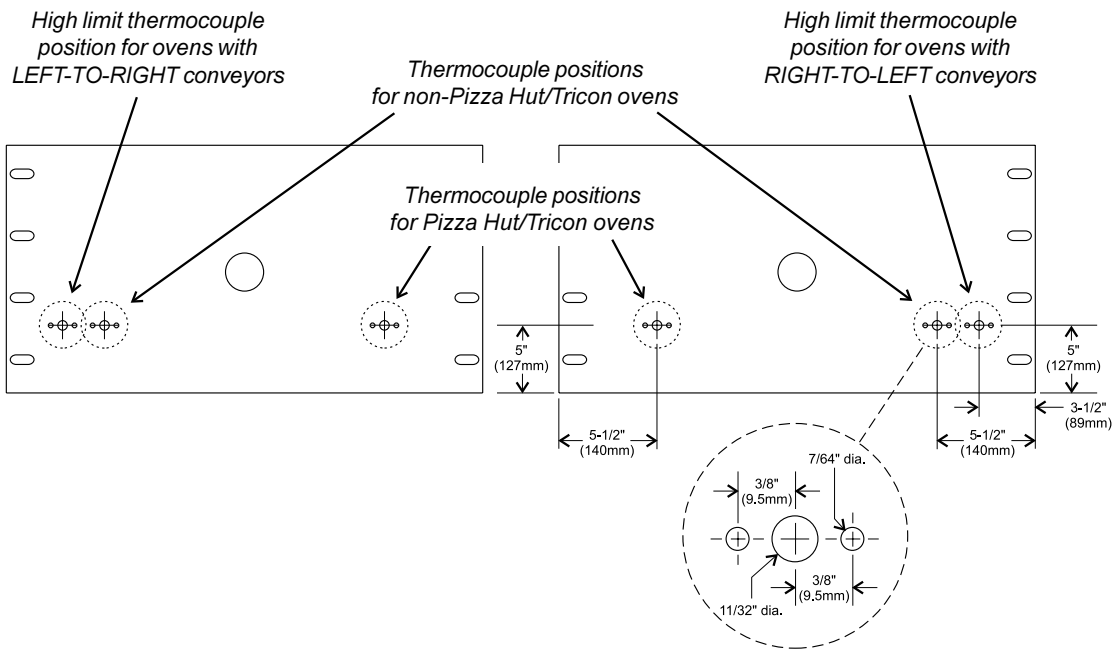 High limit thermocouple
position for ovens with
LEFT-TO-RIGHT conveyors
Thermocouple positions
for non-Pizza Hut/Tricon ovens
High limit thermocouple
position for ovens with
RIGHT-TO-LEFT conveyors
Thermocouple positions
for Pizza Hut/Tricon ovens
5"
(127mm)
5"
(127mm)
3-1/2"
(89mm)
5-1/2"
(140mm)
5-1/2"
(140mm)
7/64" dia.
3/8"
(9.5mm)
3/8"
(9.5mm)
11/32" dia.